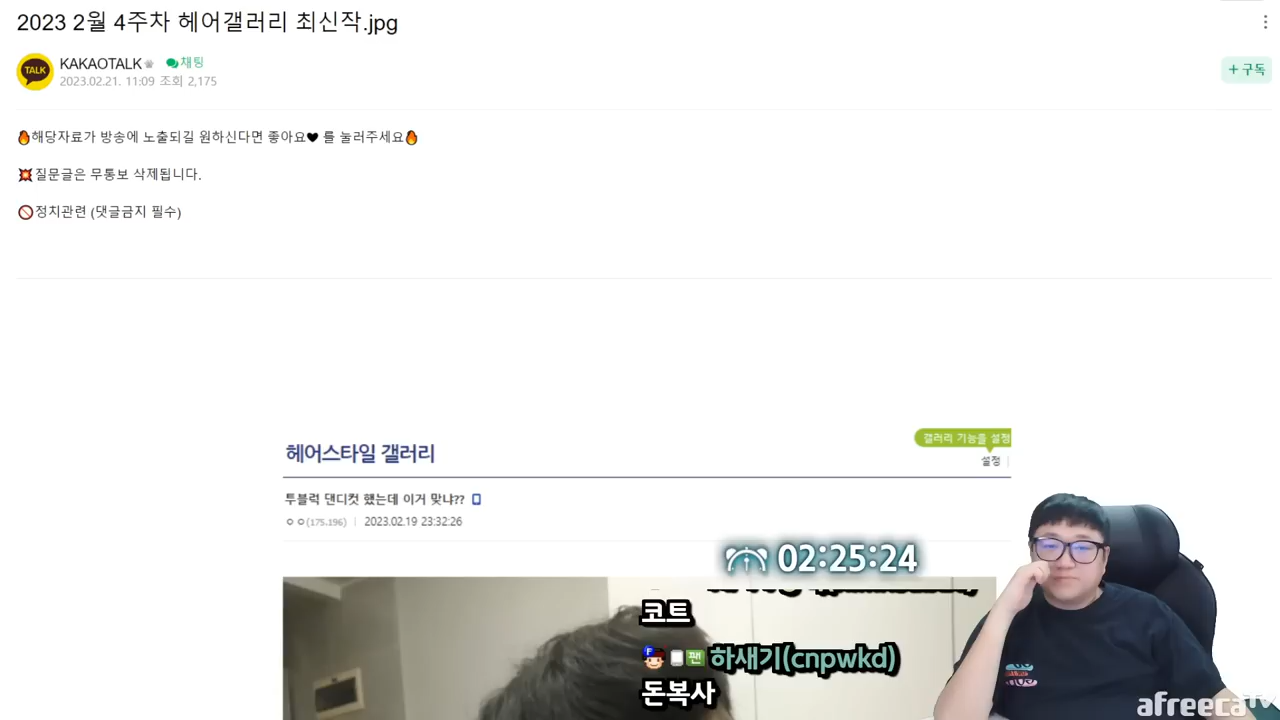 2023 2월 4주차 헤어갤러리 최신작.jpg
TALK
KAKAOTALK 채팅
2023.02.21. 11:09 조회 2,175
+ 구독
🔥해당자료가 방송에 노출되길 원하신다면 좋아요🖤 를 눌러주세요🔥
💥질문글은 무통보 삭제됩니다.
🚫정치관련 (댓글금지 필수)
갤러리 기능을 설정
헤어스타일 갤러리
설정
투블럭 댄디컷 했는데 이거 맞냐??
ㅇㅇ(175.196) 2023.02.19 23:32:26
02:25:24
코트
F 팬 하새기(cnpwkd)
돈복사
afreecaTV